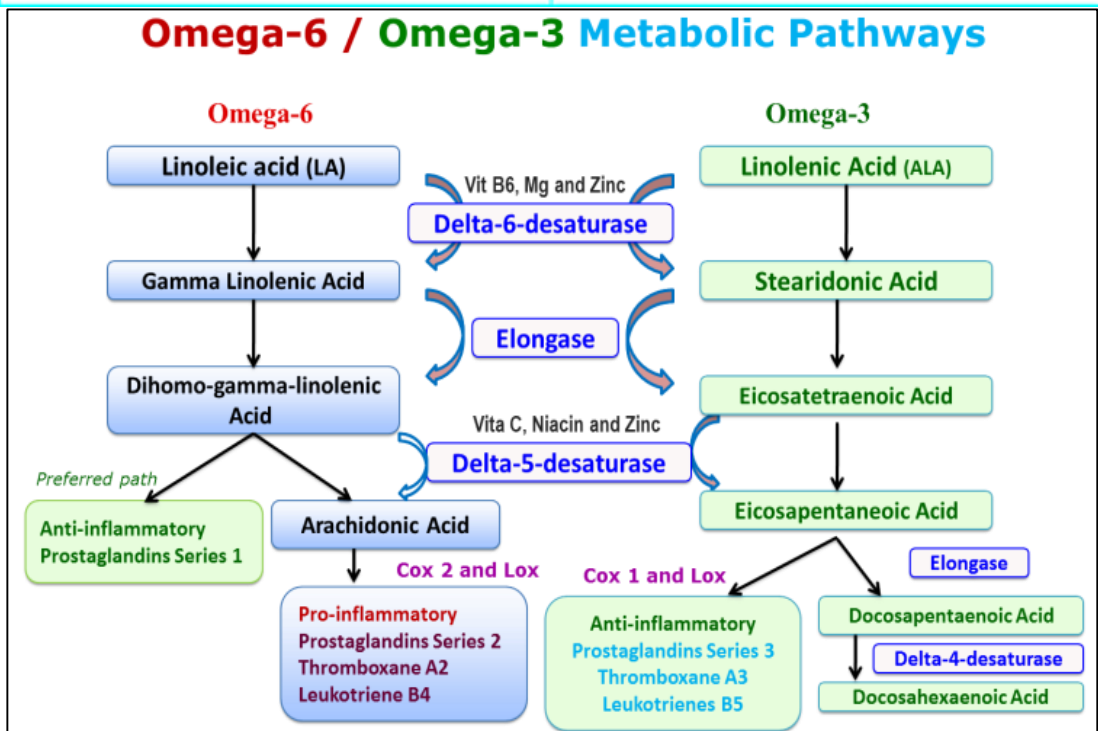 Omega-6 / Omega-3 Metabolic Pathways
Omega-6
Omega-3
Linoleic acid (LA)
Linolenic Acid (ALA)
Vit B6, Mg and Zinc
Delta-6-desaturase
Gamma Linolenic Acid
Stearidonic Acid
Elongase
Dihomo-gamma-linolenic
Acid
Eicosatetraenoic Acid
Vita C, Niacin and Zinc
Delta-5-desaturase
Preferred path
Anti-inflammatory
Prostaglandins Series 1
Arachidonic Acid
Eicosapentaneoic Acid
Cox 2 and Lox
Cox 1 and Lox
Elongase
Pro-inflammatory
Prostaglandins Series 2
Thromboxane A2
Leukotriene B4
Anti-inflammatory
Prostaglandins Series 3
Thromboxane A3
Leukotrienes B5
Docosapentaenoic Acid
Delta-4-desaturase
Docosahexaenoic Acid